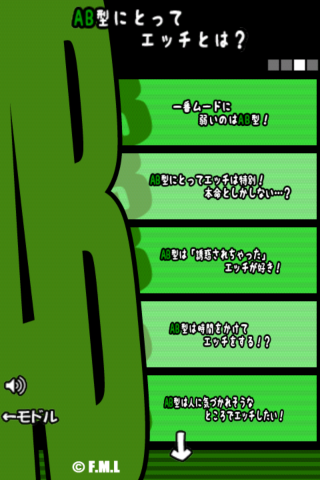 AB型にとって
エッチとは？
一番ムードに
弱いのはAB型！
AB型にとってエッチは特別！
本命としかしない…？
AB型は「誘惑されちゃった」
エッチが好き！
AB型は時間をかけて
エッチをする！？
AB型は人に気づかれそうな
ところでエッチしたい！
←モドル
© F.M.L
AB